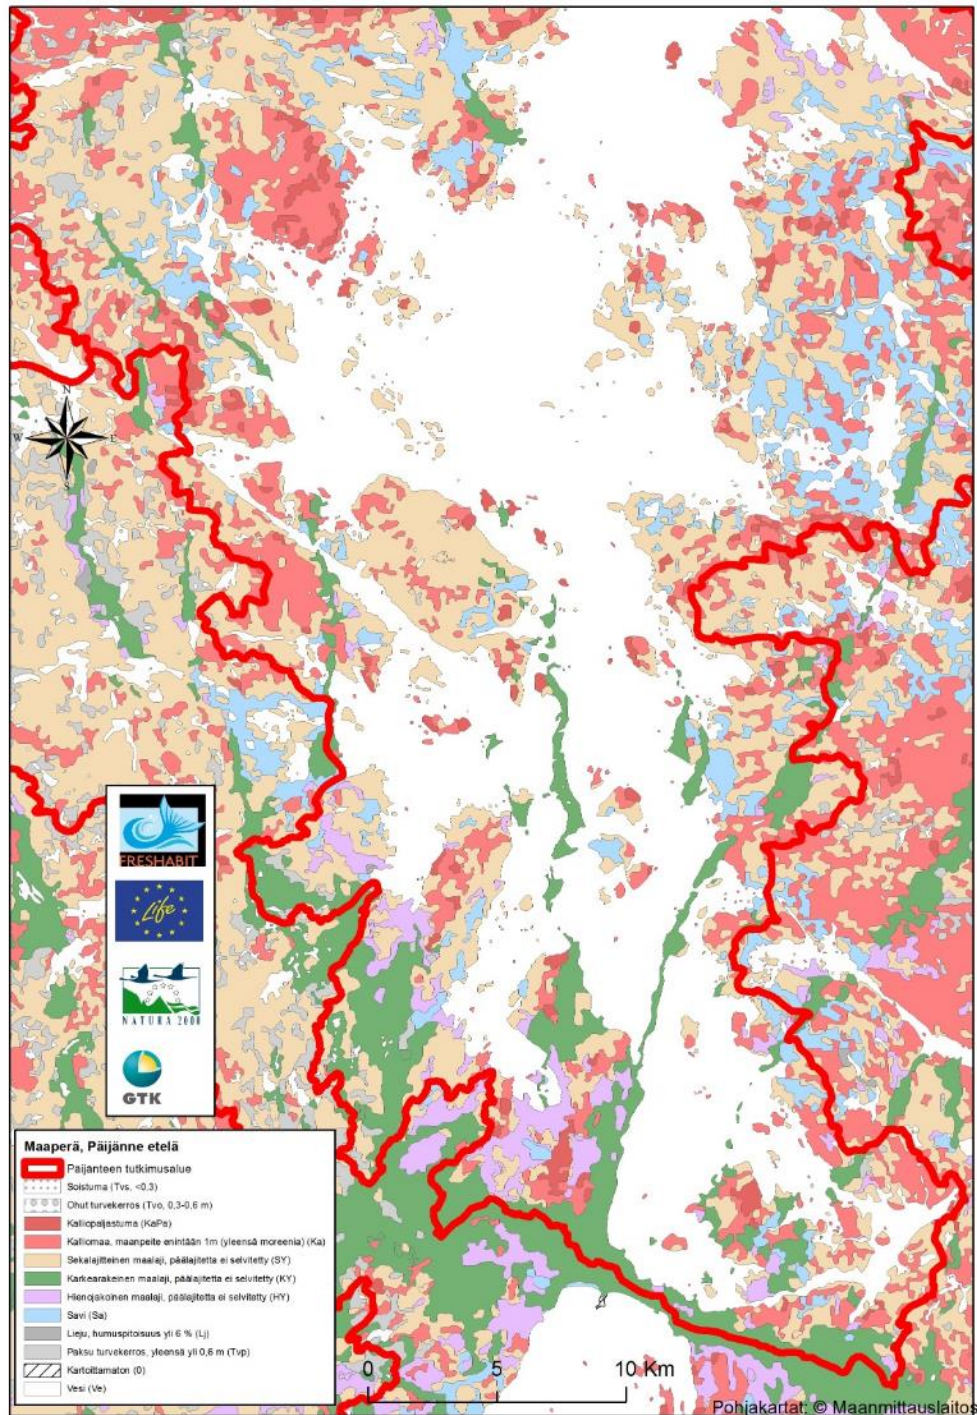 N
W
E
S
FRESHABIT
Life
NATURA 2000
GTK
Maaperä, Päijänne etelä
Paijanteen tutkimusalue
Soistuma (Tvs, <0,3)
Ohut turvekerros (Tvo, 0,3-0,6 m)
Kalliopaljastuma (KaPa)
Kalliomaa, maanpeite enintään 1m (yleensä moreenia) (Ka)
Sekalajitteinen maalaji, päälajitetta ei selvitetty (SY)
Karkearakeinen maalaji, päälajitetta ei selvitetty (KY)
Hienojakoinen maalaji, päälajitetta ei selvitetty (HY)
Savi (Sa)
Lieju, humuspitoisuus yli 6 % (Lj)
Paksu turvekerros, yleensä yli 0,6 m (Tvp)
Kartoittamaton (0)
Vesi (Ve)
0 5 10 Km
Pohjakartat: © Maanmittauslaitos